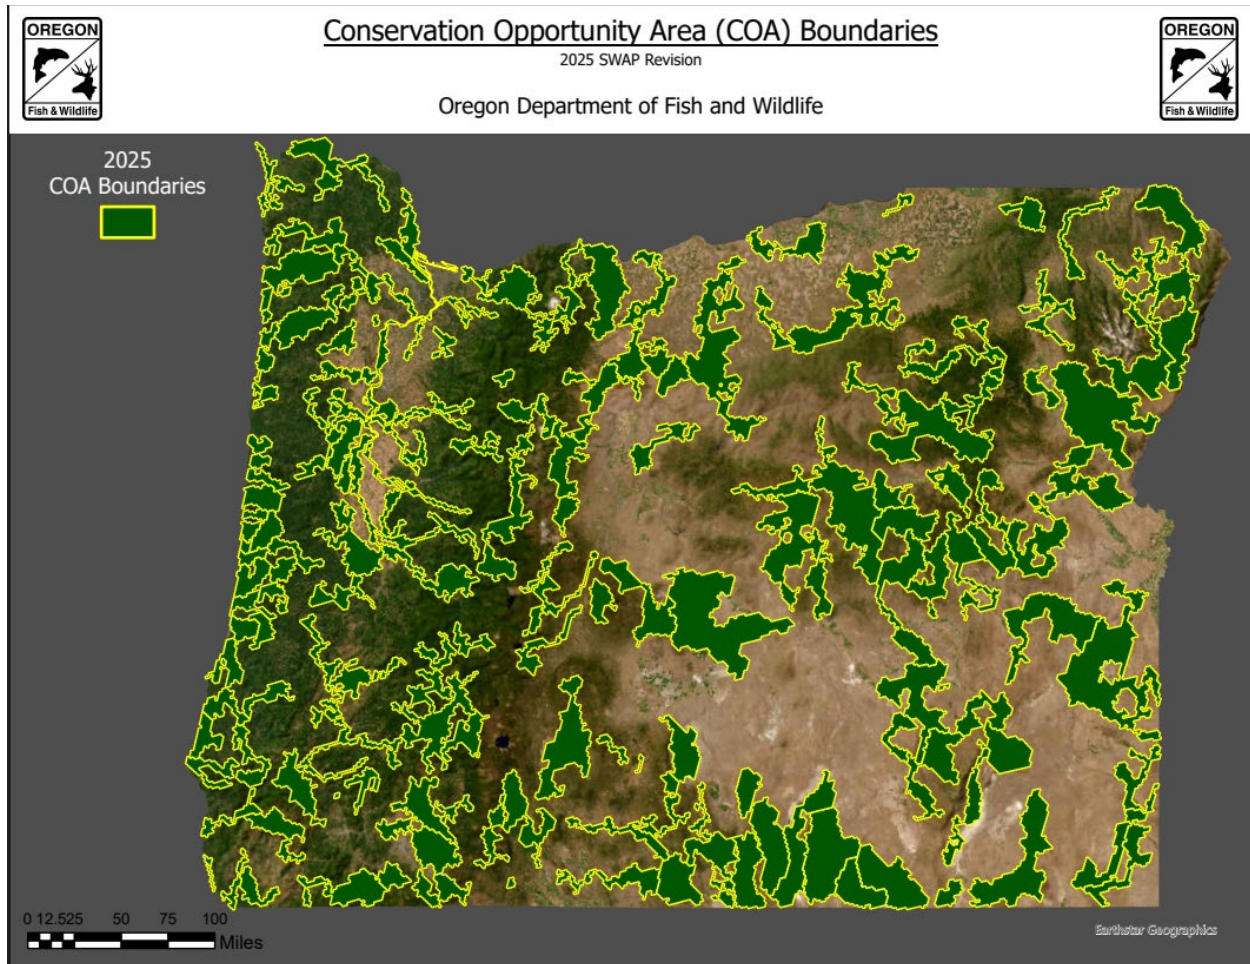 OREGON
Fish & Wildlife
Conservation Opportunity Area (COA) Boundaries
2025 SWAP Revision
Oregon Department of Fish and Wildlife
OREGON
Fish & Wildlife
2025
COA Boundaries
0 12.525 50 75 100
Miles
Earthstar Geographics